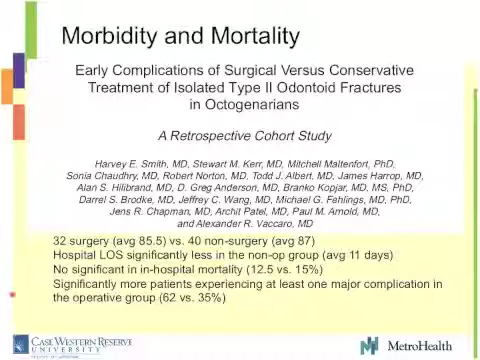 Morbidity and Mortality
Early Complications of Surgical Versus Conservative
Treatment of Isolated Type II Odontoid Fractures
in Octogenarians
A Retrospective Cohort Study
Harvey E. Smith, MD, Stewart M. Kerr, MD, Mitchell Maltenfort, PhD,
Sonia Chaudhry, MD, Robert Norton, MD, Todd J. Albert, MD, James Harrop, MD,
Alan S. Hilibrand, MD, D. Greg Anderson, MD, Branko Kopjar, MD, MS, PhD,
Darrel S. Brodke, MD, Jeffrey C. Wang, MD, Michael G. Fehlings, MD, PhD,
Jens R. Chapman, MD, Archit Patel, MD, Paul M. Arnold, MD,
and Alexander R. Vaccaro, MD
32 surgery (avg 85.5) vs. 40 non-surgery (avg 87)
Hospital LOS significantly less in the non-op group (avg 11 days)
No significant in in-hospital mortality (12.5 vs. 15%)
Significantly more patients experiencing at least one major complication in
the operative group (62 vs. 35%)
CASE WESTERN RESERVE
UNIVERSITY
MetroHealth